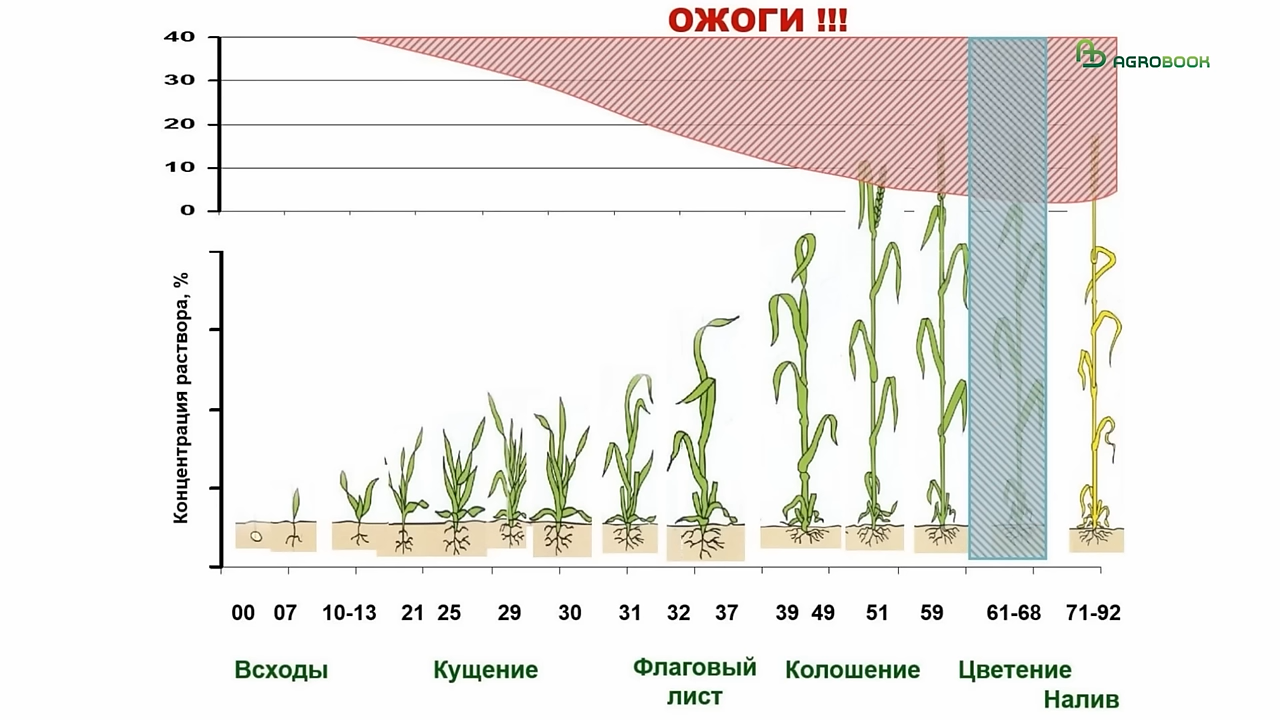 ОЖОГИ !!!
AGROBOOK
40
30
20
10
0
Концентрация раствора, %
00 07 10-13 21 25 29 30 31 32 37 39 49 51 59 61-68 71-92
Всходы Кущение Флаговый Колошение Цветение
лист Налив